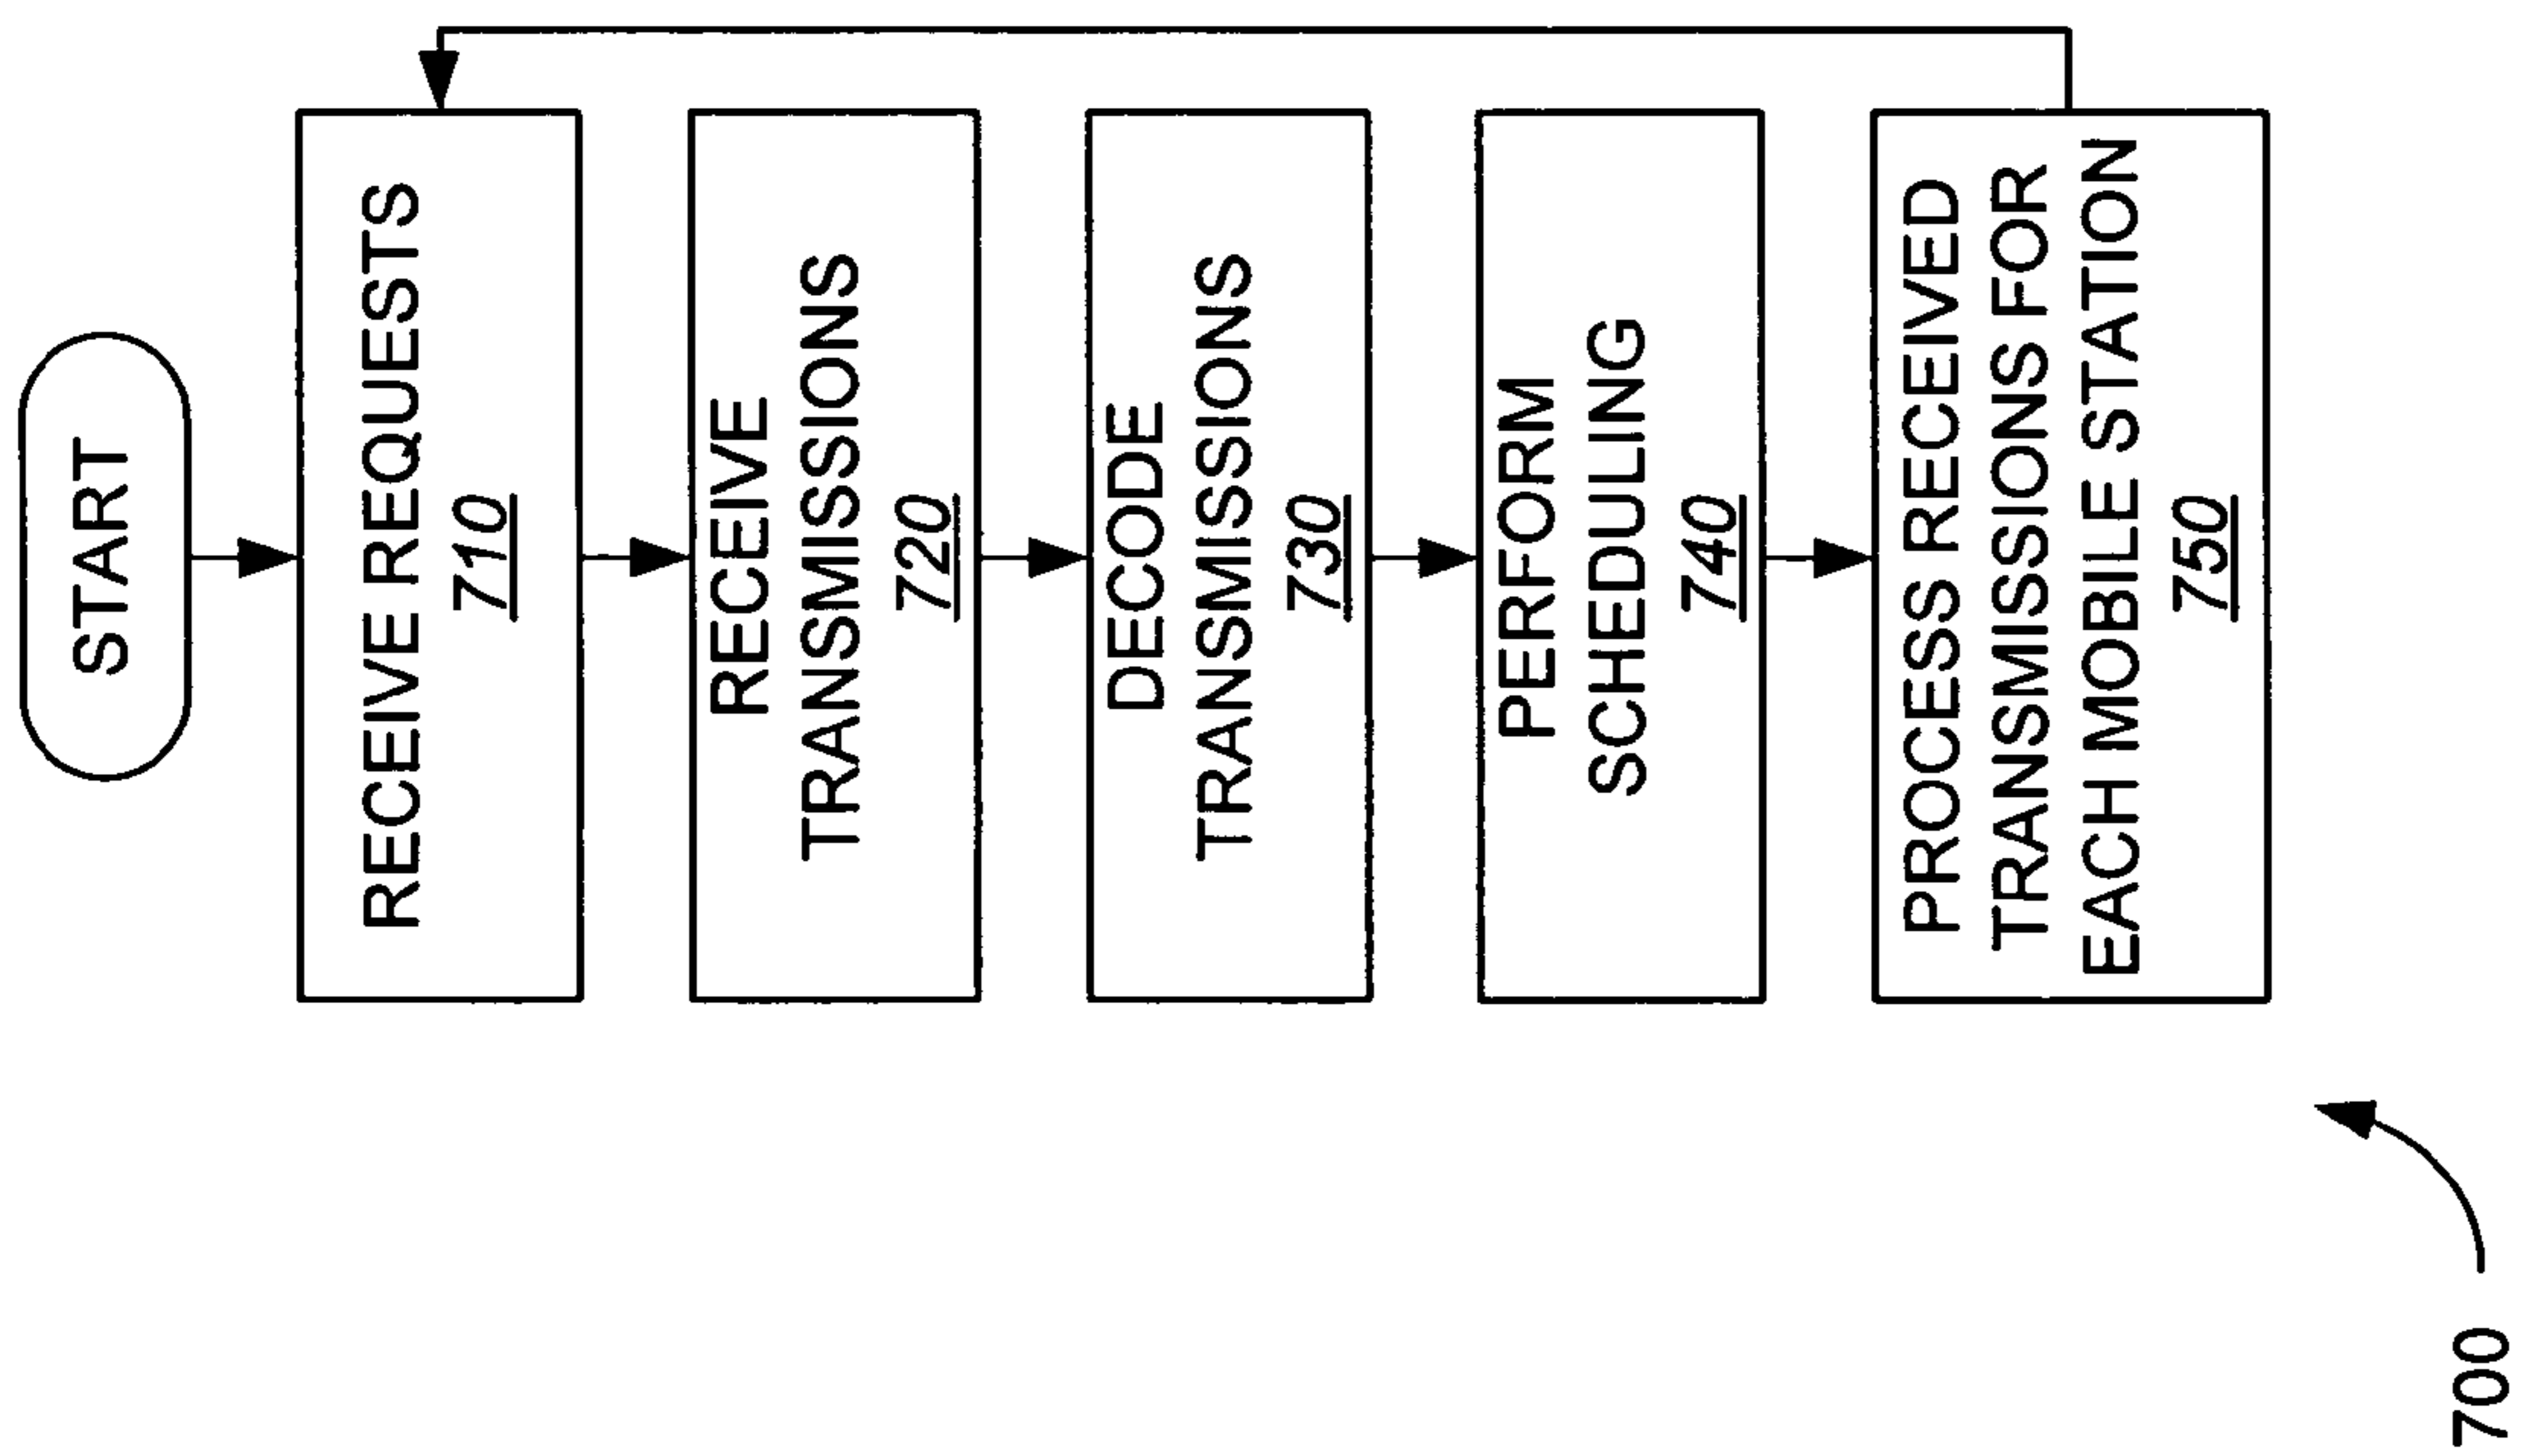 START
RECEIVE REQUESTS
710
RECEIVE
TRANSMISSIONS
720
DECODE
TRANSMISSIONS
730
PERFORM
SCHEDULING
740
PROCESS RECEIVED
TRANSMISSIONS FOR
EACH MOBILE STATION
750
700